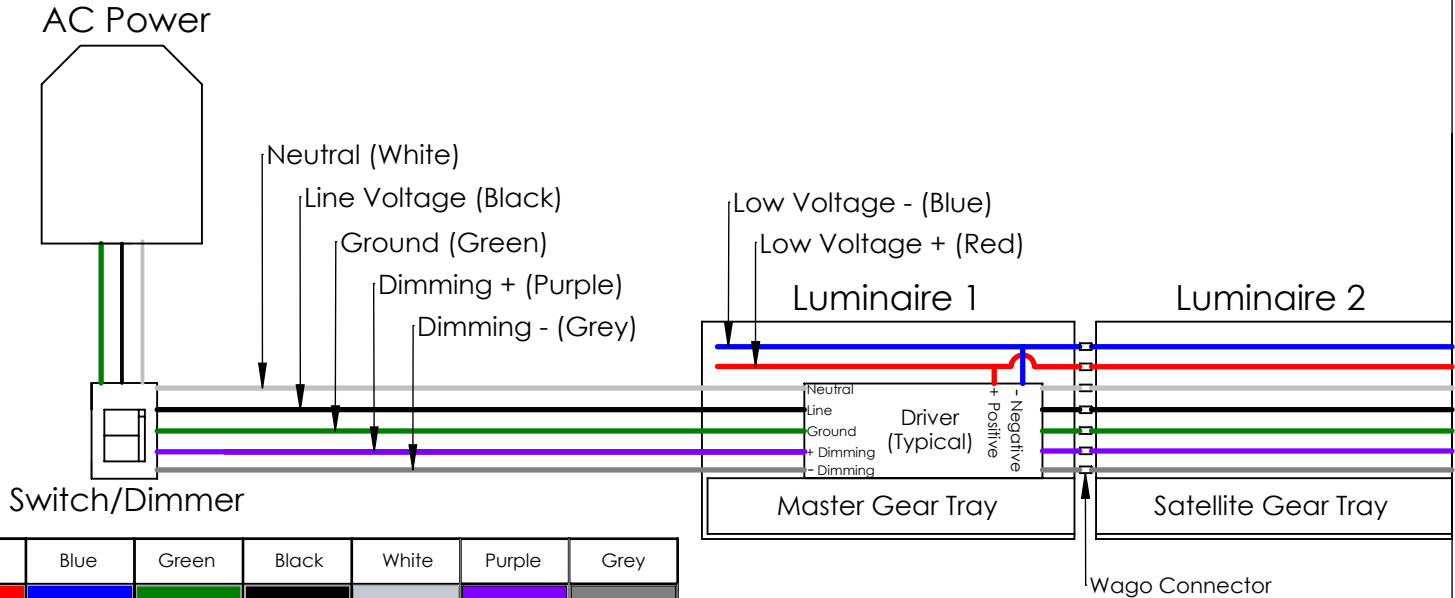 AC Power
Neutral (White)
Line Voltage (Black)
Ground (Green)
Dimming + (Purple)
Dimming - (Grey)
Low Voltage - (Blue)
Low Voltage + (Red)
Luminaire 1
Luminaire 2
Neutral
Line
Ground
+ Dimming
- Dimming
Driver
(Typical)
+ Positive
- Negative
Master Gear Tray
Satellite Gear Tray
Switch/Dimmer
Blue Green Black White Purple Grey
Wago Connector